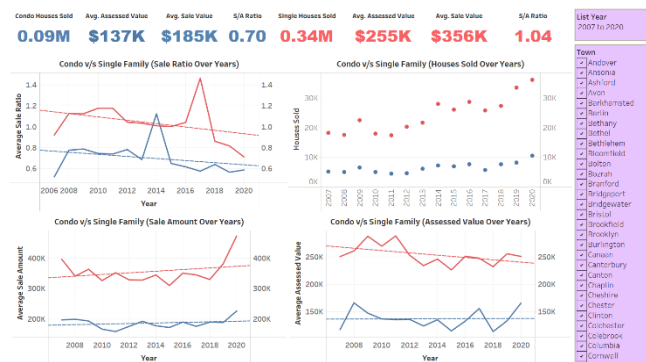 Condo Houses Sold Avg. Assessed Value Avg. Sale Value S/A Ratio Single Houses Sold Avg. Assessed Value Avg. Sale Value S/A Ratio
0.09M $137K $185K 0.70 0.34M $255K $356K 1.04
Condo v/s Single Family (Sale Ratio Over Years)
Average Sale Ratio
1.4 1.4
1.2 1.2
1.0 1.0
0.8 0.8
0.6 0.6
2006 2008 2010 2012 2014 2016 2018 2020
Year
Condo v/s Single Family (Houses Sold Over Years)
Houses Sold
30K 30K
20K 20K
10K 10K
0K 0K
2007 2008 2009 2010 2011 2012 2013 2014 2015 2016 2017 2018 2019 2020
Condo v/s Single Family (Sale Amount Over Years)
Average Sale Amount
400K 400K
300K 300K
200K 200K
2008 2010 2012 2014 2016 2018 2020
Year
Condo v/s Single Family (Assessed Value Over Years)
Average Assessed Value
250K 250K
200K 200K
150K 150K
2008 2010 2012 2014 2016 2018 2020
Year
List Year
2007 to 2020
Town
Andover
Ansonia
Ashford
Avon
Barkhamsted
Berlin
Bethany
Bethel
Bethlehem
Bloomfield
Bolton
Bozrah
Branford
Bridgeport
Bridgewater
Bristol
Brookfield
Brooklyn
Burlington
Canaan
Canterbury
Canton
Chaplin
Cheshire
Chester
Clinton
Colchester
Colebrook
Columbia
Cornwall